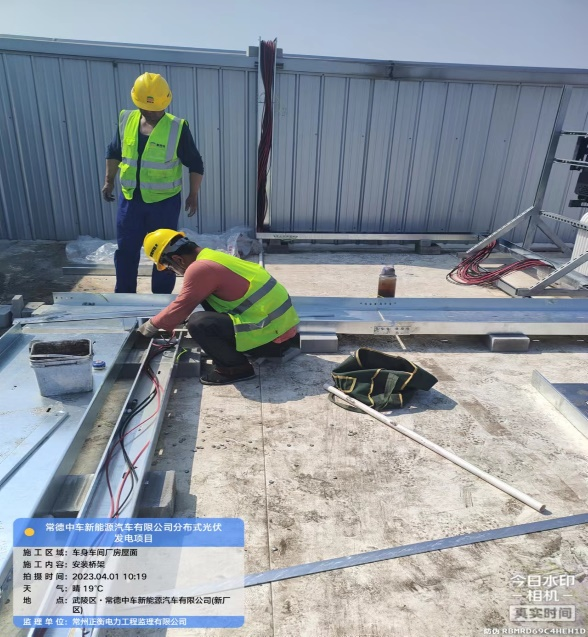 常德中车新能源汽车有限公司分布式光伏
发电项目
施工区域：车身车间厂房屋面
施工内容：安装桥架
拍摄时间：2023.04.01 10:19
天 气：晴 19℃
地 点：武陵区·常德中车新能源汽车有限公司(新厂
区)
监理单位：常州正衡电力工程监理有限公司
今日水印
相机
真实时间